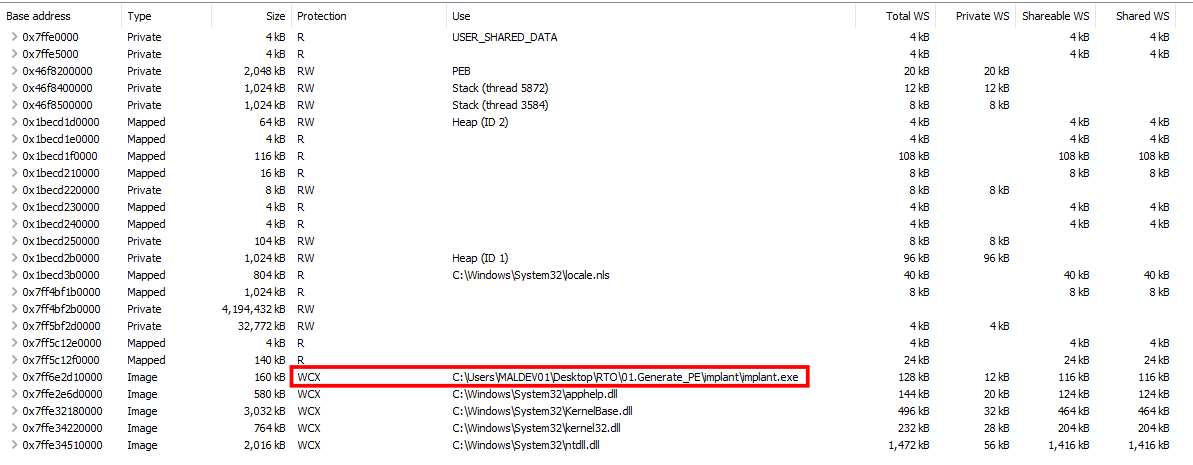 Base address Type Size Protection Use Total WS Private WS Shareable WS Shared WS
0x7ffe0000 Private 4 kB R USER_SHARED_DATA 4 kB 4 kB 4 kB
0x7ffe5000 Private 4 kB R 4 kB 4 kB 4 kB
0x46f8200000 Private 2,048 kB RW PEB 20 kB 20 kB
0x46f8400000 Private 1,024 kB RW Stack (thread 5872) 12 kB 12 kB
0x46f8500000 Private 1,024 kB RW Stack (thread 3584) 8 kB 8 kB
0x1becd1d0000 Mapped 64 kB RW Heap (ID 2) 4 kB 4 kB 4 kB
0x1becd1e0000 Mapped 4 kB R 4 kB 4 kB 4 kB
0x1becd1f0000 Mapped 116 kB R 108 kB 108 kB 108 kB
0x1becd210000 Mapped 16 kB R 8 kB 8 kB 8 kB
0x1becd220000 Private 8 kB RW 8 kB 8 kB
0x1becd230000 Mapped 4 kB R 4 kB 4 kB 4 kB
0x1becd240000 Mapped 4 kB R 4 kB 4 kB 4 kB
0x1becd250000 Private 104 kB RW 8 kB 8 kB
0x1becd2b0000 Private 1,024 kB RW Heap (ID 1) 96 kB 96 kB
0x1becd3b0000 Mapped 804 kB R C:\Windows\System32\locale.nls 40 kB 40 kB 40 kB
0x7ff4bf1b0000 Mapped 1,024 kB R 8 kB 8 kB 8 kB
0x7ff4bf2b0000 Private 4,194,432 kB RW
0x7ff5bf2d0000 Private 32,772 kB RW 4 kB 4 kB
0x7ff5c12e0000 Mapped 4 kB R 4 kB 4 kB 4 kB
0x7ff5c12f0000 Mapped 140 kB R 24 kB 24 kB 24 kB
0x7ff6e2d10000 Image 160 kB WCX C:\Users\MALDEV01\Desktop\RTO\01.Generate_PE\implant\implant.exe 128 kB 12 kB 116 kB 116 kB
0x7ffe2e6d0000 Image 580 kB WCX C:\Windows\System32\apphelp.dll 144 kB 20 kB 124 kB 124 kB
0x7ffe32180000 Image 3,032 kB WCX C:\Windows\System32\KernelBase.dll 496 kB 32 kB 464 kB 464 kB
0x7ffe34220000 Image 764 kB WCX C:\Windows\System32\kernel32.dll 232 kB 28 kB 204 kB 204 kB
0x7ffe34510000 Image 2,016 kB WCX C:\Windows\System32\ntdll.dll 1,472 kB 56 kB 1,416 kB 1,416 kB